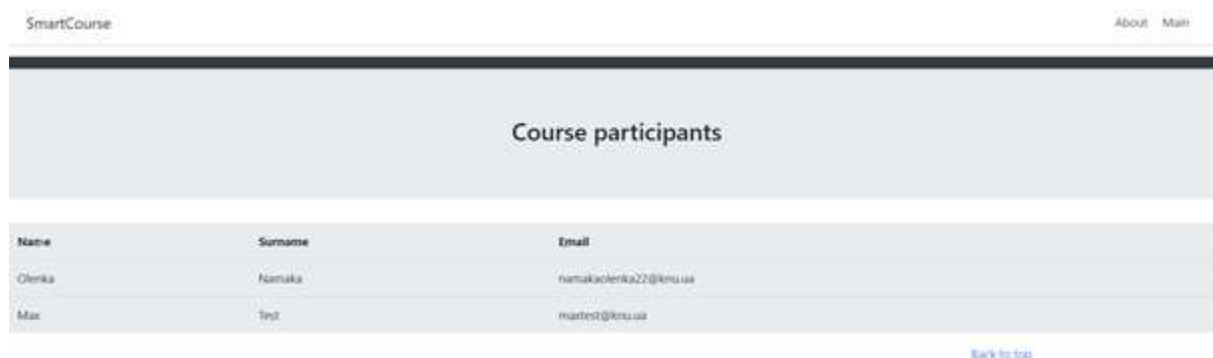 SmartCourse About Main
Course participants
Name Surname Email
Olenka Namaka namakaolenka22@knu.ua
Max Test maxtest@knu.ua
Back to top